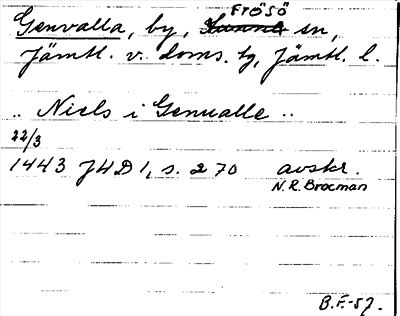 Frösö
Genvalla, by, Sunne sn,
Jämtl. v. doms. tg, Jämtl. l.
.. Niels i Genualle ..
22/3
1443 JHD 1, s. 270 avskr.
N. R. Brocman
B.F.-57.